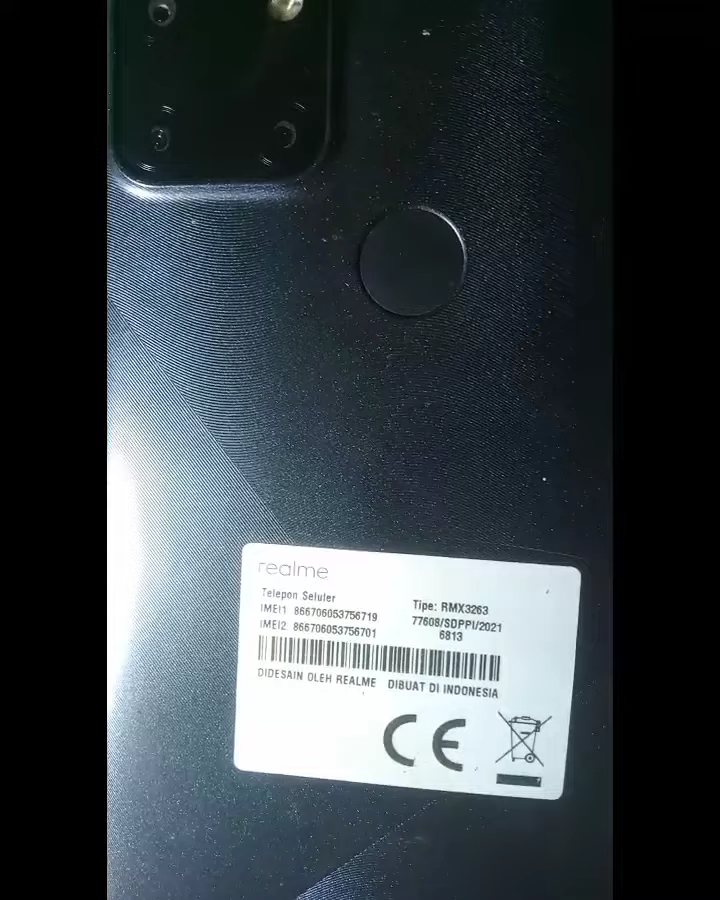 realme
Telepon Seluler
IMEI1 866706053756719
IMEI2 866706053756701
Tipe: RMX3263
77608/SDPPI/2021
6813
DIDESAIN OLEH REALME DIBUAT DI INDONESIA
CE